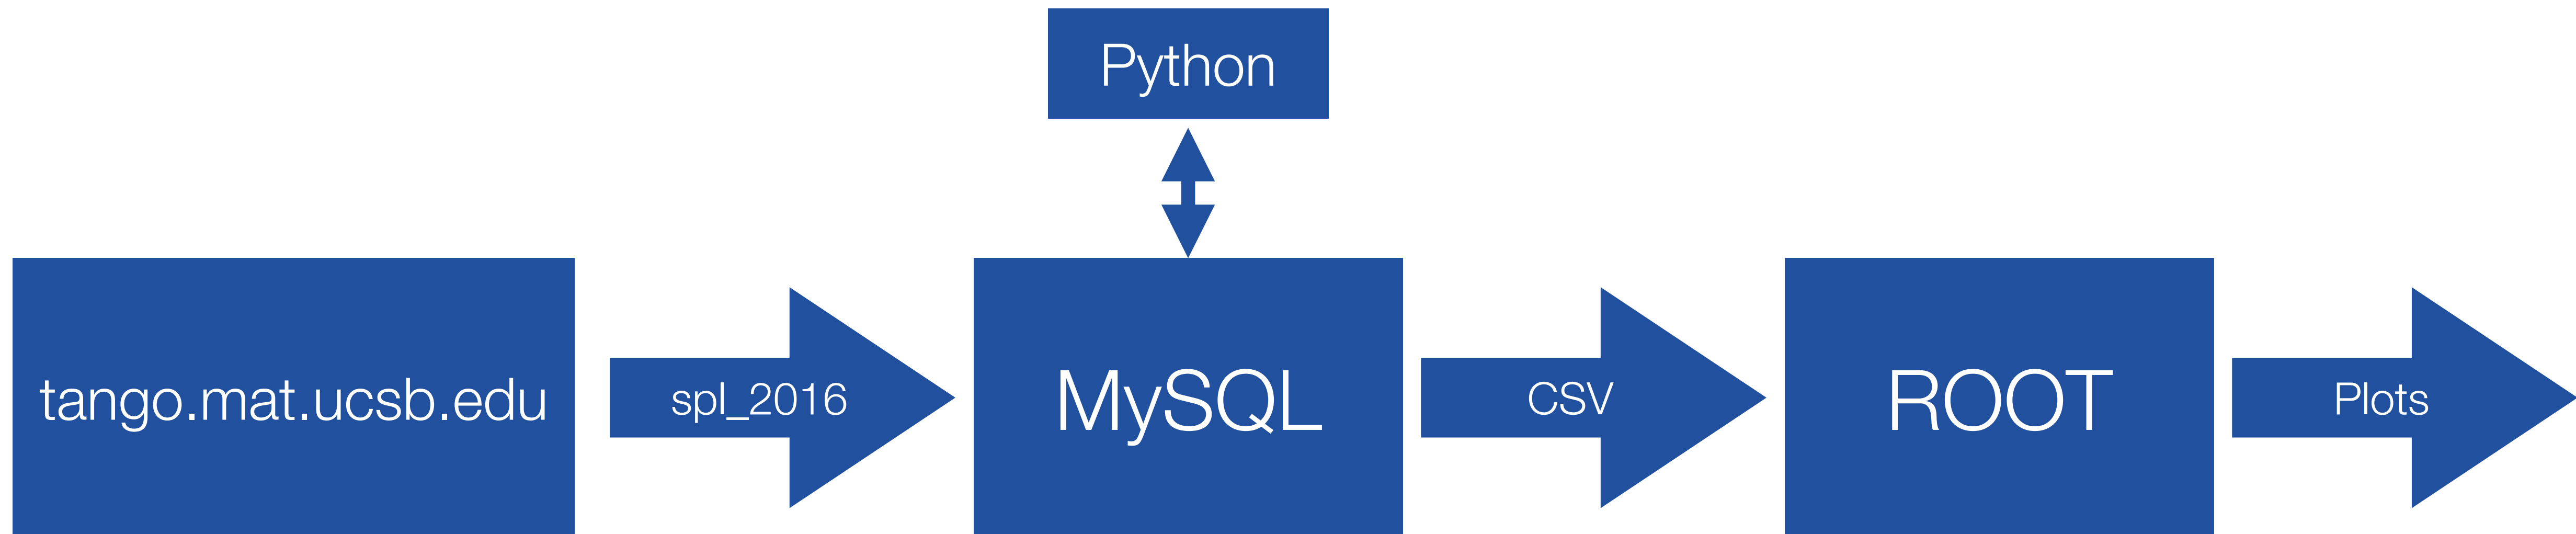 Python
tango.mat.ucsb.edu
spl_2016
MySQL
CSV
ROOT
Plots